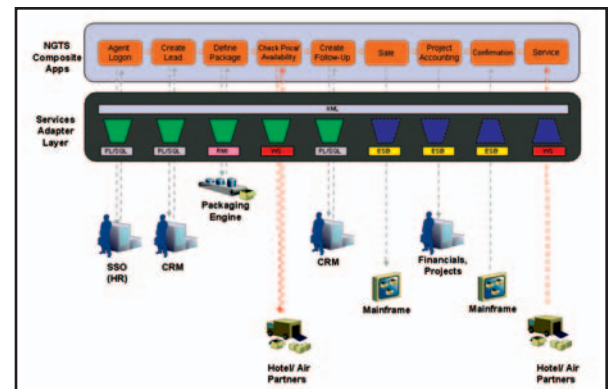 NGTS
Composite
Apps
Agent
Logon
Create
Lead
Define
Package
Check Price/
Availability
Create
Follow-Up
Sale
Project
Accounting
Confirmation
Service
XML
Services
Adapter
Layer
PL/SQL
PL/SQL
RMI
WS
PL/SQL
ESB
ESB
ESB
WS
Packaging
Engine
SSO
(HR)
CRM
CRM
Financials,
Projects
Mainframe
Mainframe
Hotel/ Air
Partners
Hotel/ Air
Partners